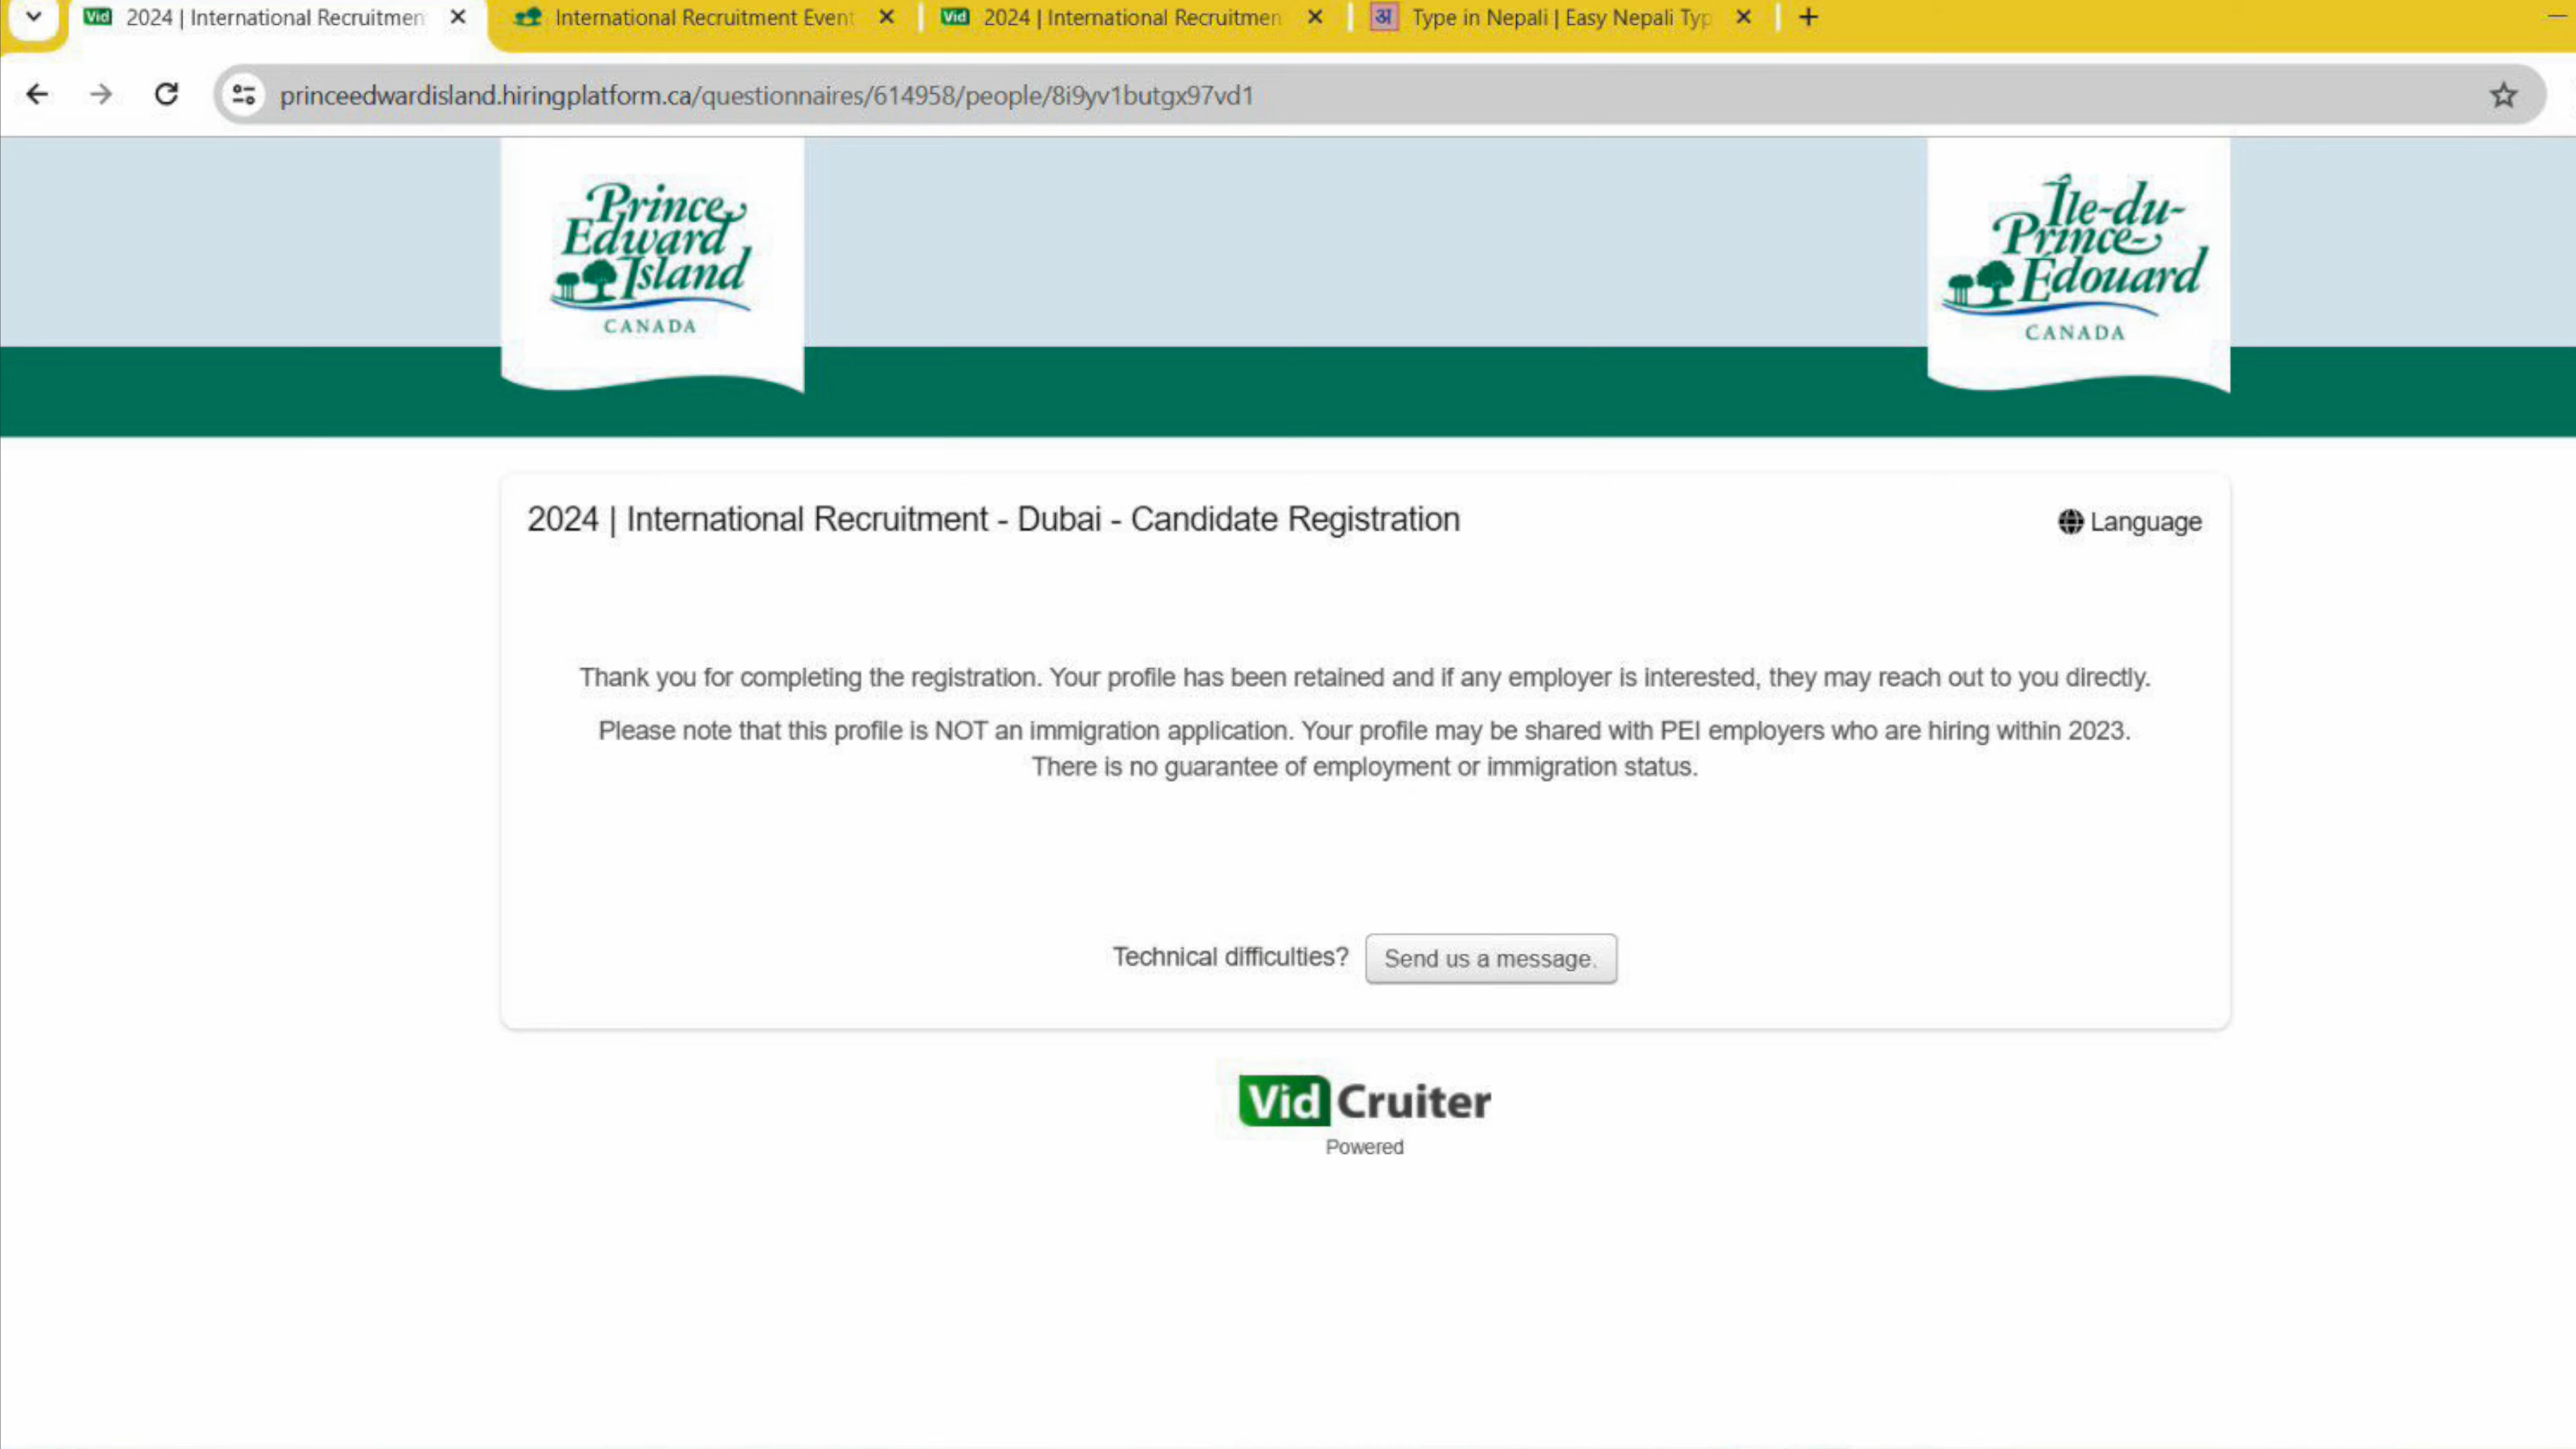 Vid 2024 | International Recruitmen
International Recruitment Event
Vid 2024 | International Recruitmen
अ Type in Nepali | Easy Nepali Typ
princeedwardisland.hiringplatform.ca/questionnaires/614958/people/8i9yv1butgx97vd1
Prince
Edward
Island
CANADA
Île-du-
Prince-
Édouard
CANADA
2024 | International Recruitment - Dubai - Candidate Registration
Language
Thank you for completing the registration. Your profile has been retained and if any employer is interested, they may reach out to you directly.
Please note that this profile is NOT an immigration application. Your profile may be shared with PEI employers who are hiring within 2023.
There is no guarantee of employment or immigration status.
Technical difficulties? Send us a message.
VidCruiter
Powered